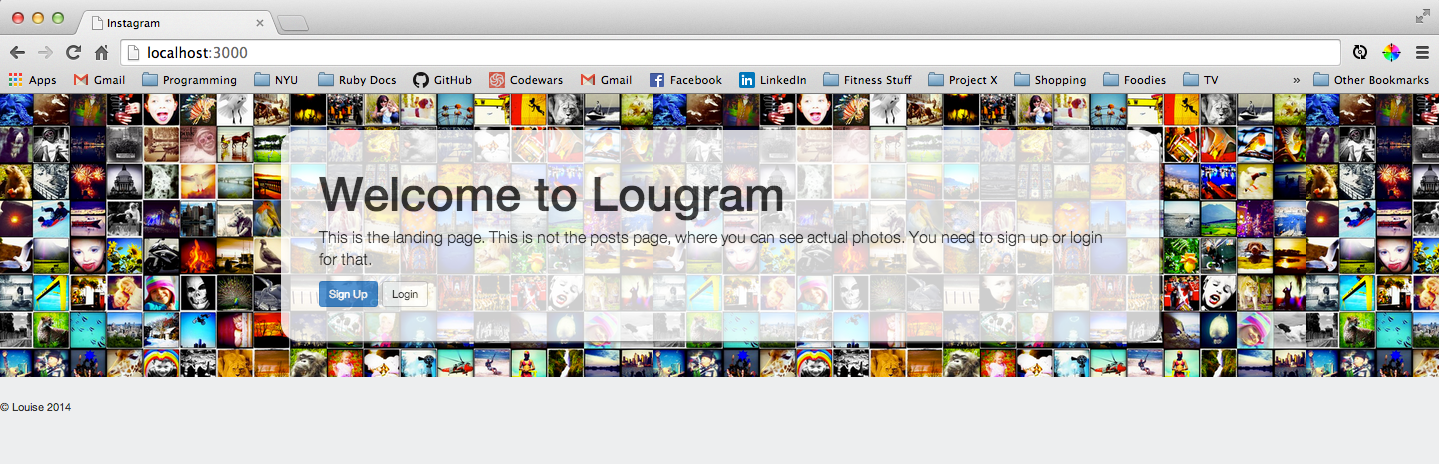 Instagram
localhost:3000
Apps Gmail Programming NYU Ruby Docs GitHub Codewars Gmail Facebook LinkedIn Fitness Stuff Project X Shopping Foodies TV » Other Bookmarks
Welcome to Lougram
This is the landing page. This is not the posts page, where you can see actual photos. You need to sign up or login
for that.
Sign Up Login
© Louise 2014